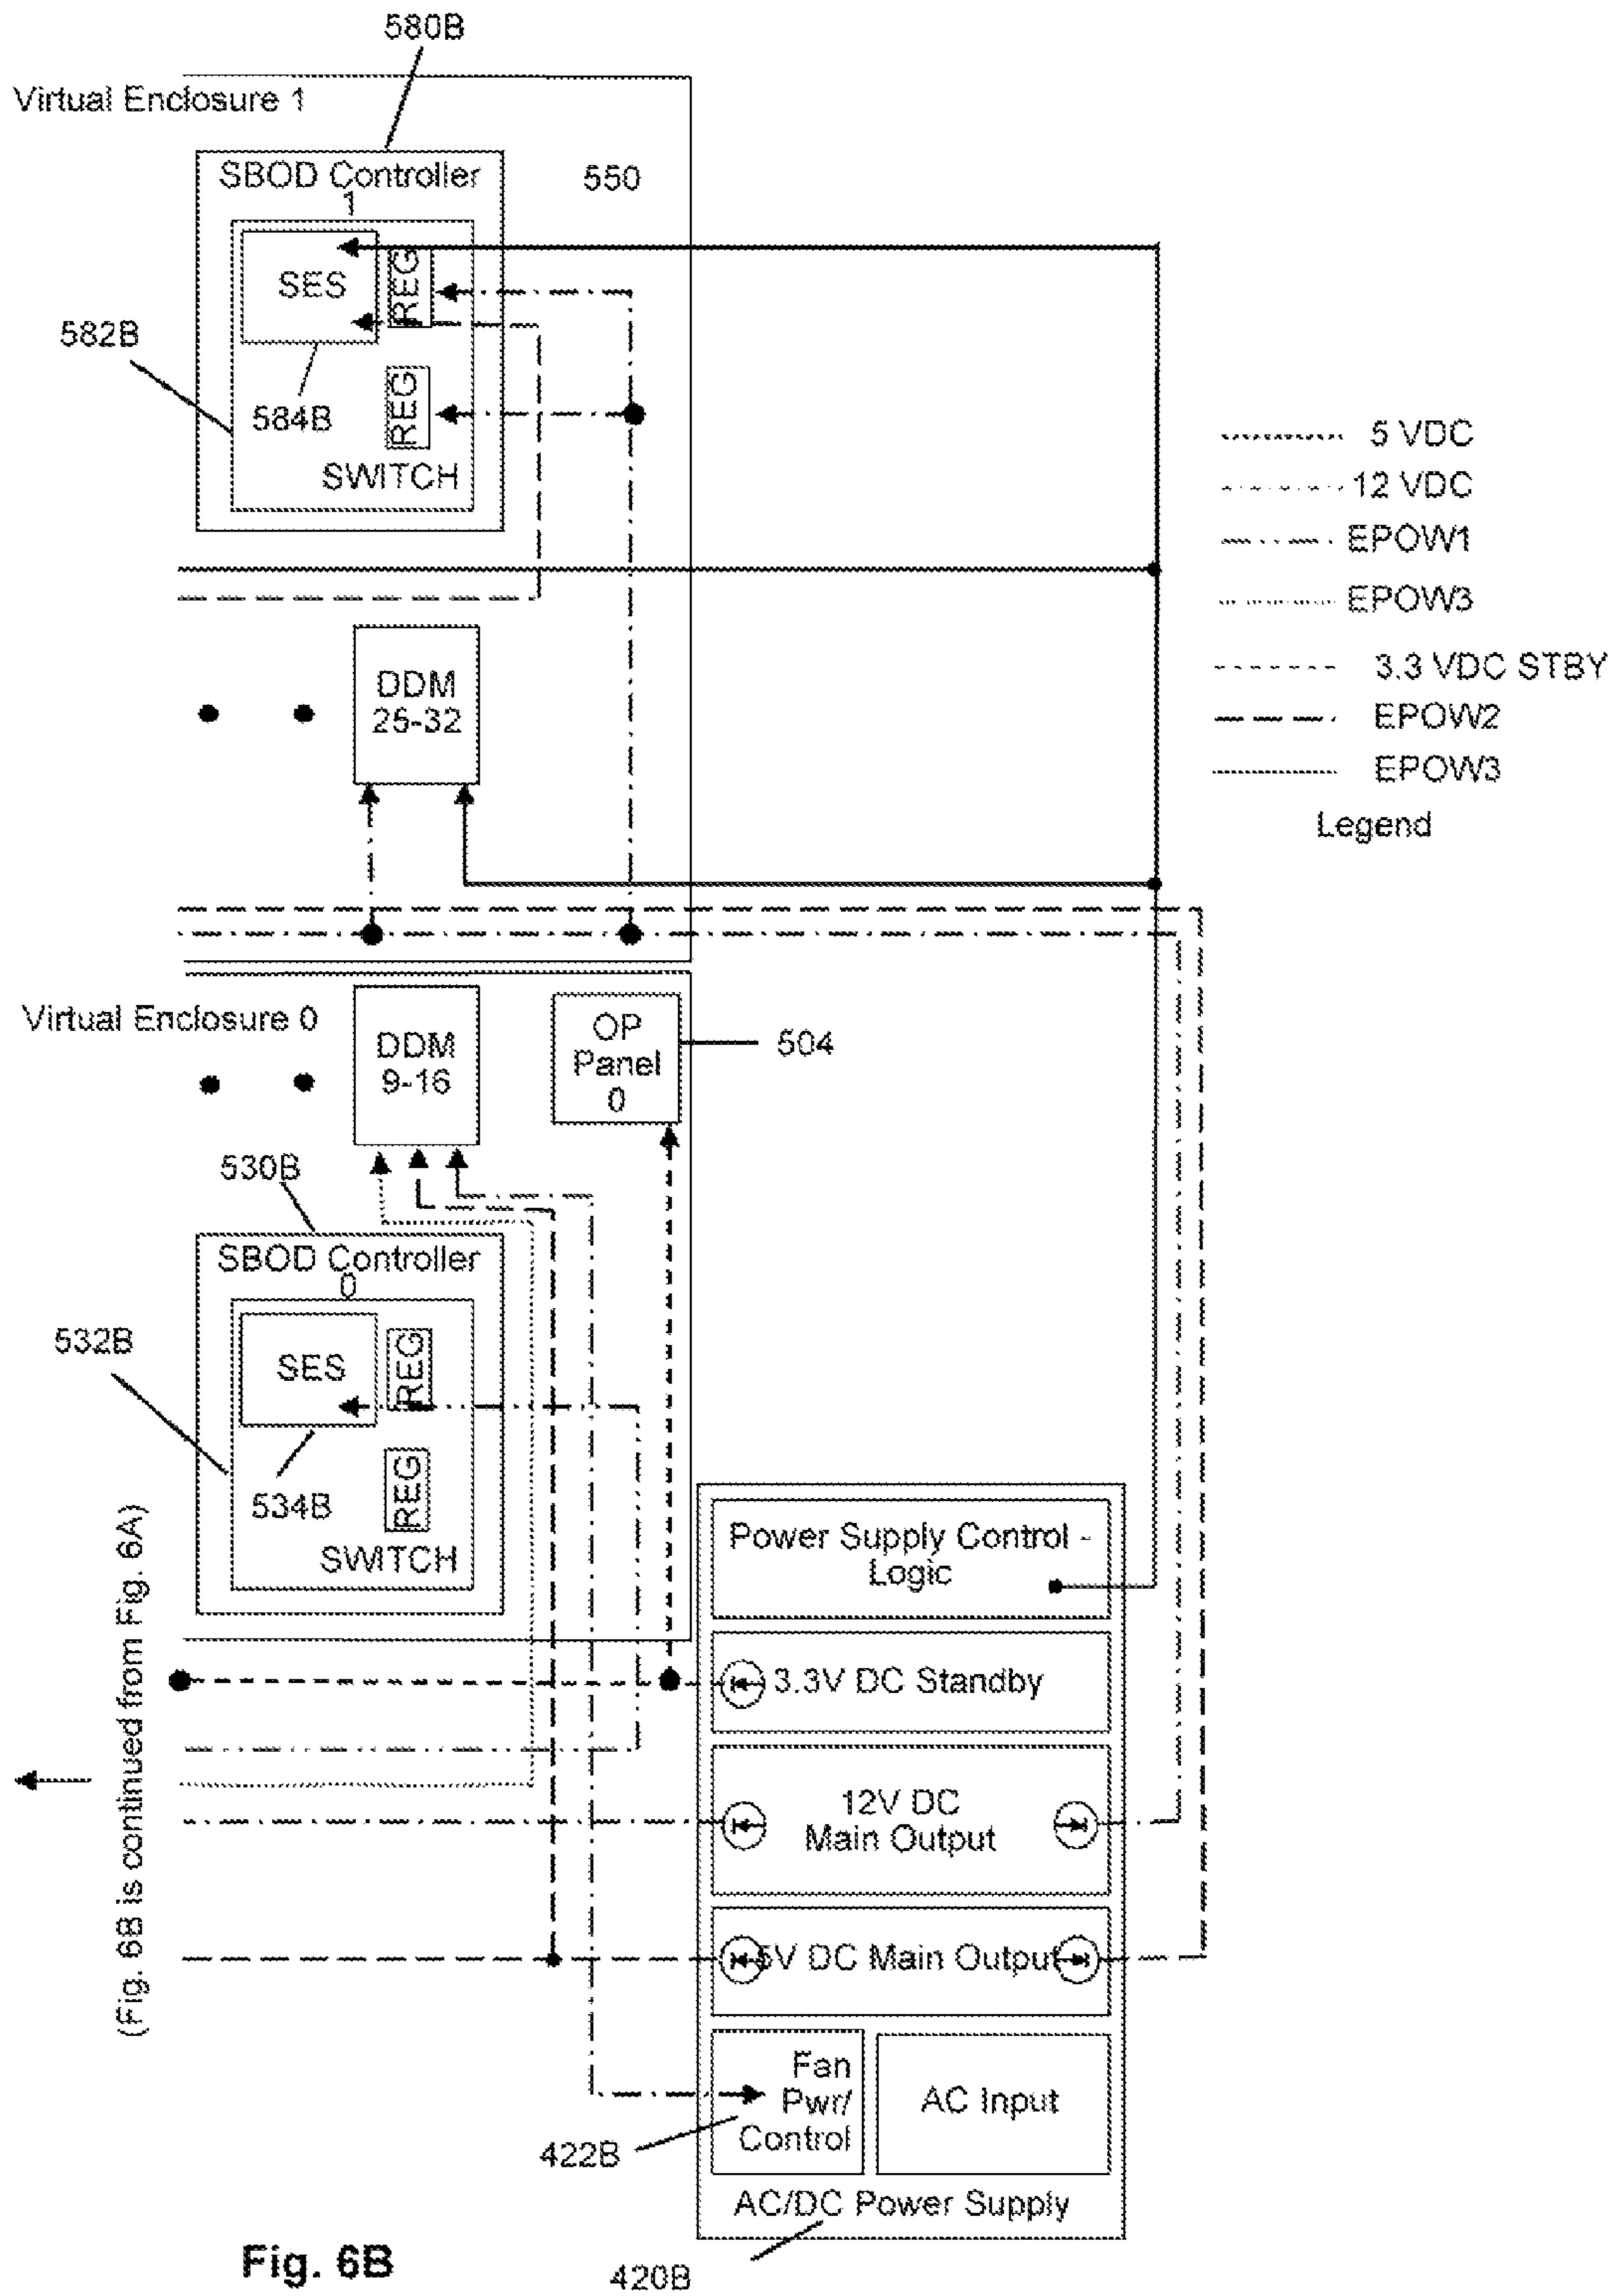 580B
Virtual Enclosure 1
SBOD Controller
1
550
SES
REG
582B
584B
REG
SWITCH
5 VDC
12 VDC
EPOW1
EPOW3
3.3 VDC STBY
EPOW2
EPOW3
Legend
DDM
25-32
Virtual Enclosure 0
DDM
9-16
OP
Panel
0
504
530B
SBOD Controller
0
532B
SES
REG
534B
REG
SWITCH
(Fig. 6B is continued from Fig. 6A)
Power Supply Control -
Logic
3.3V DC Standby
12V DC
Main Output
5V DC Main Output
Fan
Pwr/
Control
AC Input
422B
AC/DC Power Supply
Fig. 6B
420B